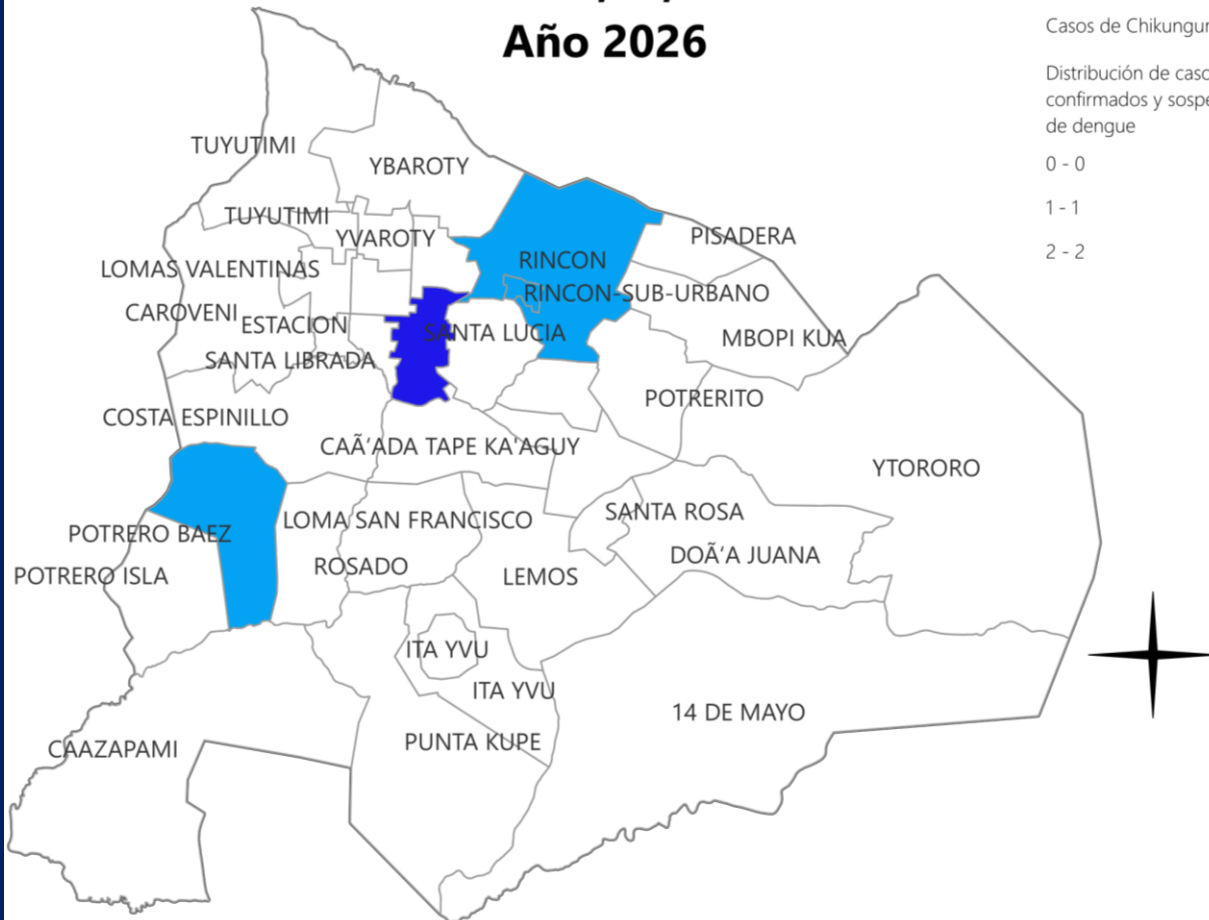 Año 2026
Casos de Chikungun
Distribución de caso
confirmados y sospe
de dengue
0 - 0
1 - 1
2 - 2
TUYUTIMI
YBAROTY
TUYUTIMI
YVAROTY
PISADERA
RINCON
LOMAS VALENTINAS
RINCON-SUB-URBANO
CAROVENI
ESTACION
SANTA LUCIA
MBOPI KUA
SANTA LIBRADA
POTRERITO
COSTA ESPINILLO
CAÃ‘ADA TAPE KA'AGUY
YTORORO
SANTA ROSA
LOMA SAN FRANCISCO
POTRERO BAEZ
DOÃ‘A JUANA
ROSADO
LEMOS
POTRERO ISLA
ITA YVU
ITA YVU
14 DE MAYO
PUNTA KUPE
CAAZAPAMI